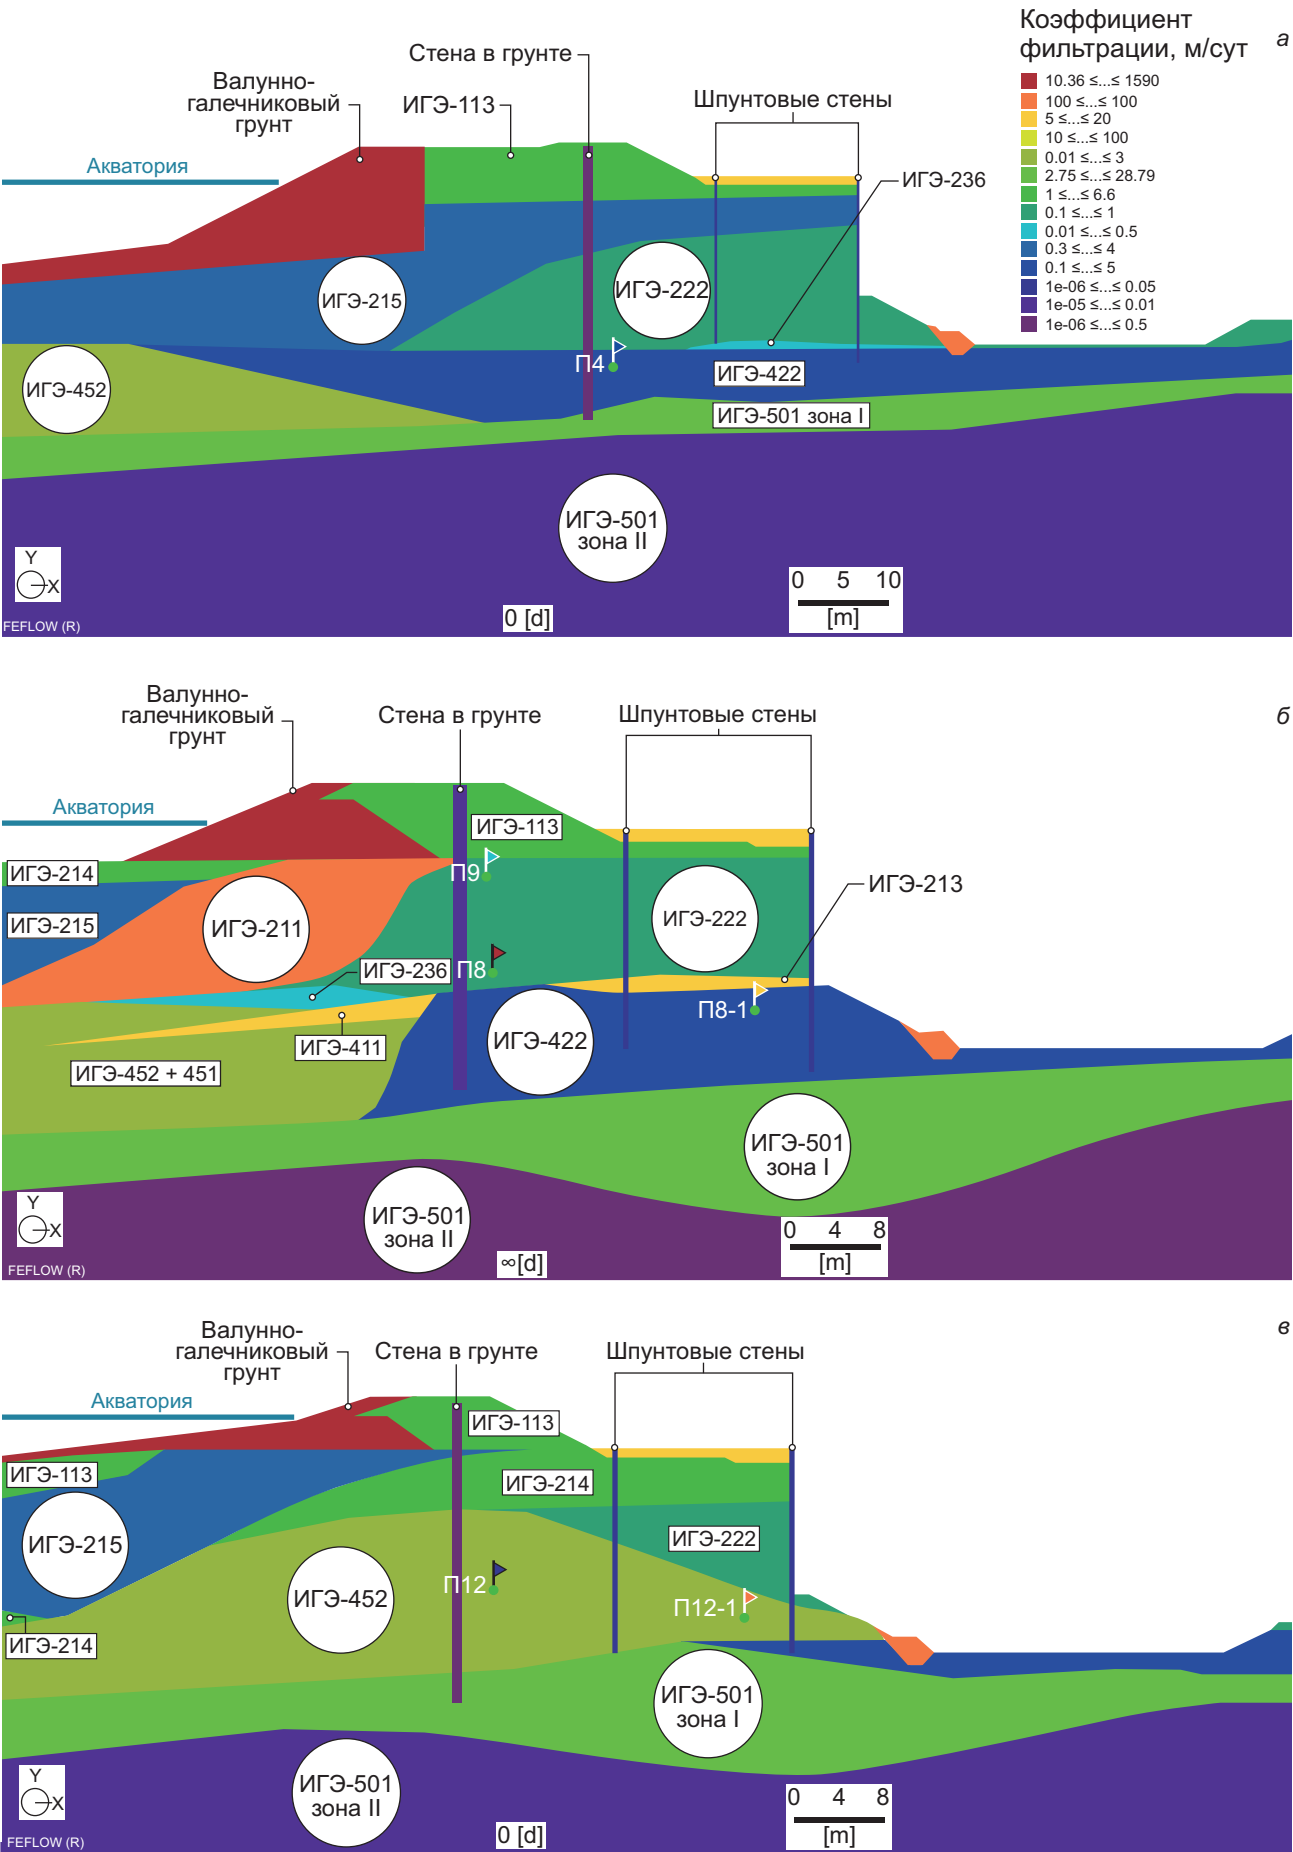 Коэффициент
фильтрации, м/сут
а
10.36 ≤...≤ 1590
100 ≤...≤ 100
5 ≤...≤ 20
10 ≤...≤ 100
0.01 ≤...≤ 3
2.75 ≤...≤ 28.79
1 ≤...≤ 6.6
0.1 ≤...≤ 1
0.01 ≤...≤ 0.5
0.3 ≤...≤ 4
0.1 ≤...≤ 5
1e-06 ≤...≤ 0.05
1e-05 ≤...≤ 0.01
1e-06 ≤...≤ 0.5
Стена в грунте
Валунно-
галечниковый
грунт
ИГЭ-113
Шпунтовые стены
Акватория
ИГЭ-236
ИГЭ-215
ИГЭ-222
П4
ИГЭ-452
ИГЭ-422
ИГЭ-501 зона I
ИГЭ-501
зона II
Y
X
0 5 10
[m]
0 [d]
FEFLOW (R)
б
Валунно-
галечниковый
грунт
Стена в грунте
Шпунтовые стены
Акватория
ИГЭ-113
ИГЭ-214
П9
ИГЭ-213
ИГЭ-215
ИГЭ-211
ИГЭ-222
ИГЭ-236
П8
П8-1
ИГЭ-411
ИГЭ-422
ИГЭ-452 + 451
ИГЭ-501
зона I
ИГЭ-501
зона II
Y
X
0 4 8
[m]
∞[d]
FEFLOW (R)
в
Валунно-
галечниковый
грунт
Стена в грунте
Шпунтовые стены
Акватория
ИГЭ-113
ИГЭ-113
ИГЭ-214
ИГЭ-215
ИГЭ-222
П12
ИГЭ-452
П12-1
ИГЭ-214
ИГЭ-501
зона I
ИГЭ-501
зона II
Y
X
0 4 8
[m]
0 [d]
FEFLOW (R)